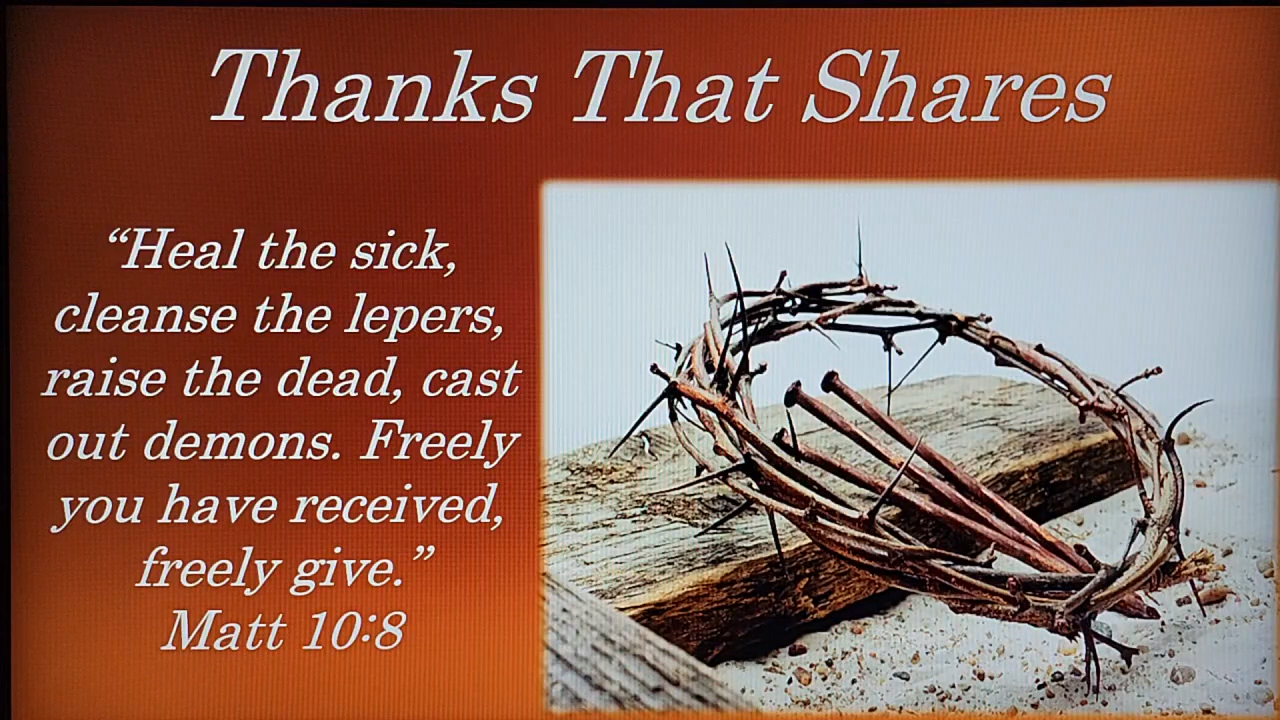 Thanks That Shares
“Heal the sick,
cleanse the lepers,
raise the dead, cast
out demons. Freely
you have received,
freely give.”
Matt 10:8